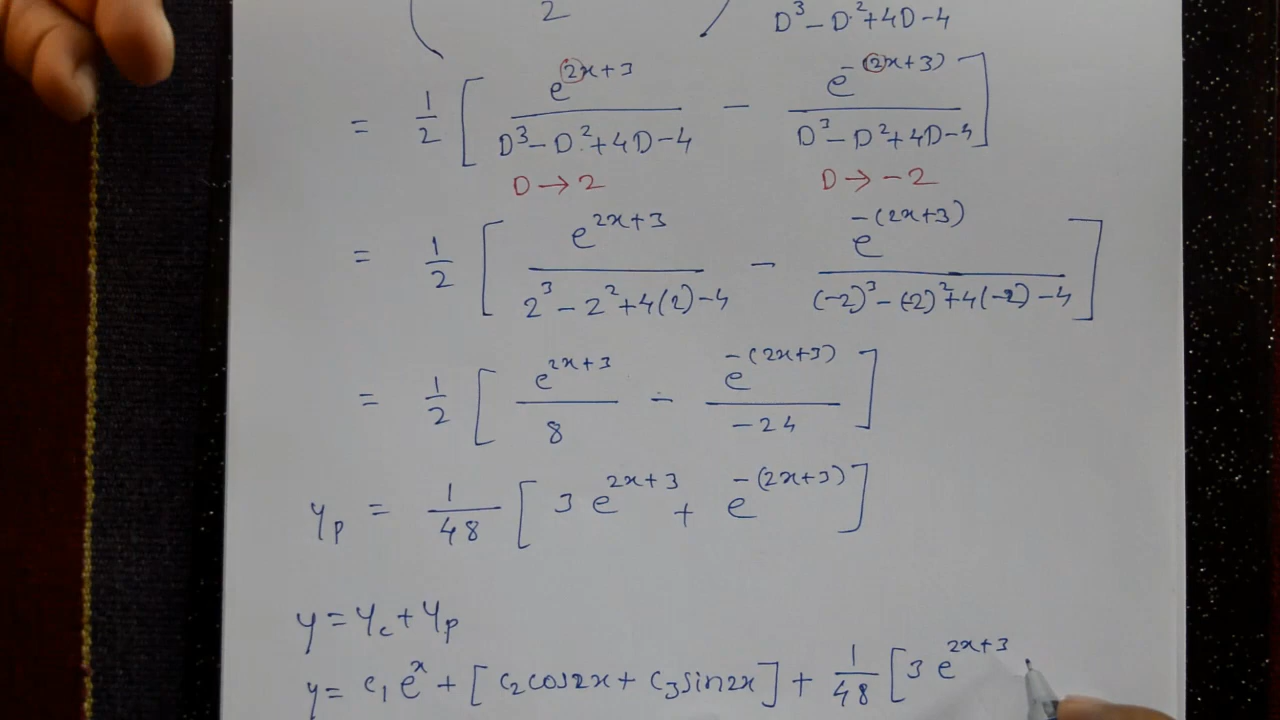 2 D³ - D² + 4D - 4
= 1/2 [ e^(2x+3) / (D³ - D² + 4D - 4) - e^-(2x+3) / (D³ - D² + 4D - 4) ]
D → 2 D → -2
= 1/2 [ e^(2x+3) / (2³ - 2² + 4(2) - 4) - e^-(2x+3) / ((-2)³ - (-2)² + 4(-2) - 4) ]
= 1/2 [ e^(2x+3) / 8 - e^-(2x+3) / -24 ]
y_p = 1/48 [ 3 e^(2x+3) + e^-(2x+3) ]
y = y_c + y_p
y = c₁ e^x + [ c₂ cos2x + c₃ sin2x ] + 1/48 [ 3 e^(2x+3)